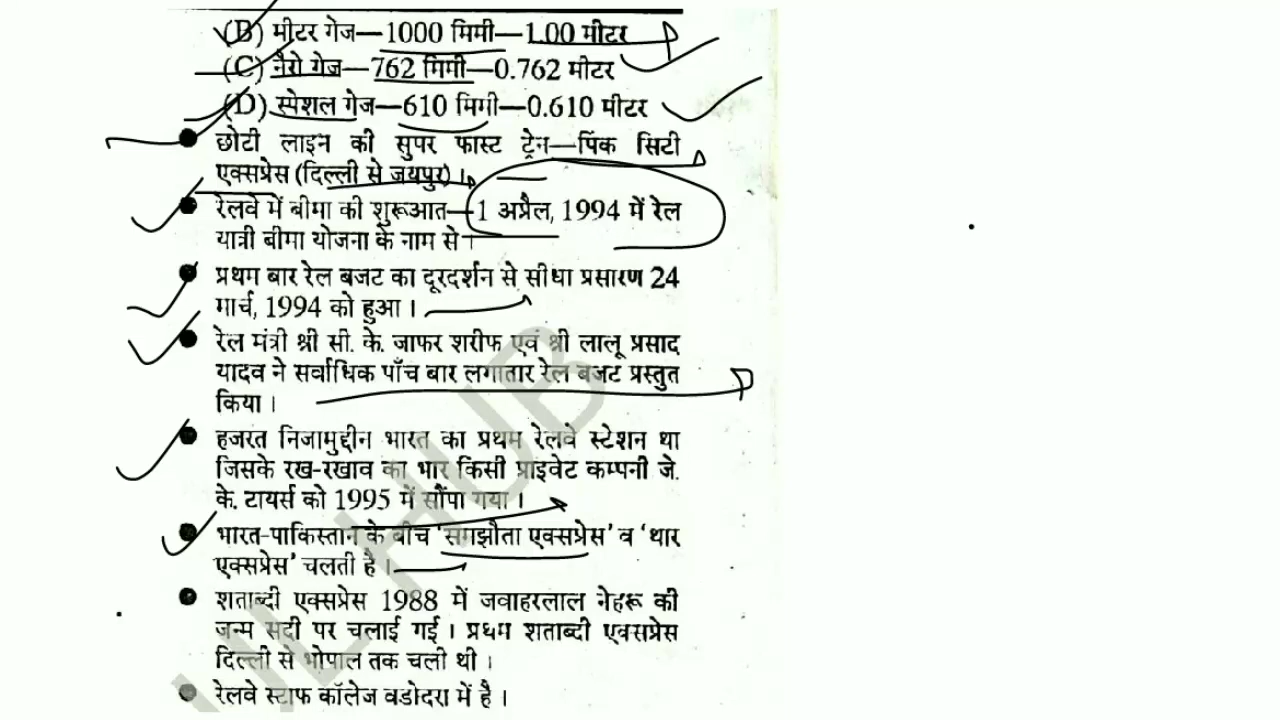 (B) मीटर गेज—1000 मिमी—1.00 मीटर
(C) नैरो गेज—762 मिमी—0.762 मीटर
(D) स्पेशल गेज—610 मिमी—0.610 मीटर
● छोटी लाइन की सुपर फास्ट ट्रेन—पिंक सिटी
एक्सप्रेस (दिल्ली से जयपुर)।
● रेलवे में बीमा की शुरूआत—1 अप्रैल, 1994 में रेल
यात्री बीमा योजना के नाम से।
● प्रथम बार रेल बजट का दूरदर्शन से सीधा प्रसारण 24
मार्च, 1994 को हुआ।
● रेल मंत्री श्री सी. के. जाफर शरीफ एवं श्री लालू प्रसाद
यादव ने सर्वाधिक पाँच बार लगातार रेल बजट प्रस्तुत
किया।
● हजरत निजामुद्दीन भारत का प्रथम रेलवे स्टेशन था
जिसके रख-रखाव का भार किसी प्राइवेट कम्पनी जे.
के. टायर्स को 1995 में सौंपा गया।
● भारत-पाकिस्तान के बीच 'समझौता एक्सप्रेस' व 'थार
एक्सप्रेस' चलती है।
● शताब्दी एक्सप्रेस 1988 में जवाहरलाल नेहरू की
जन्म सदी पर चलाई गई। प्रथम शताब्दी एक्सप्रेस
दिल्ली से भोपाल तक चली थी।
● रेलवे स्टाफ कॉलेज वडोदरा में है।